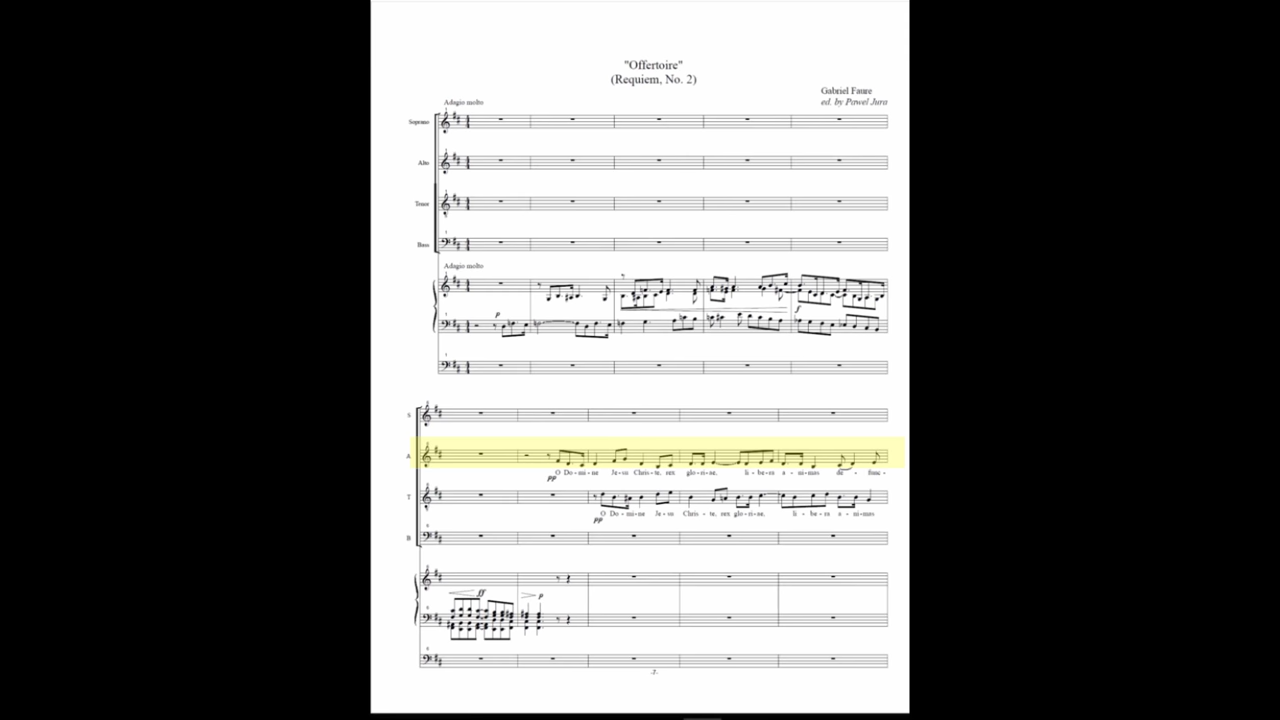 "Offertoire"
(Requiem, No. 2)
Gabriel Faure
ed. by Pawel Jura
Adagio molto
Soprano
Alto
Tenor
Bass
Adagio molto
p
f
S
A
O Do-mi-ne Je-su Chris-te, rex glo-ri-ae, li-be-ra a-ni-mas de-func-
pp
T
O Do-mi-ne Je-su Chris-te, rex glo-ri-ae, li-be-ra a-ni-mas
pp
B
ff p
-2-